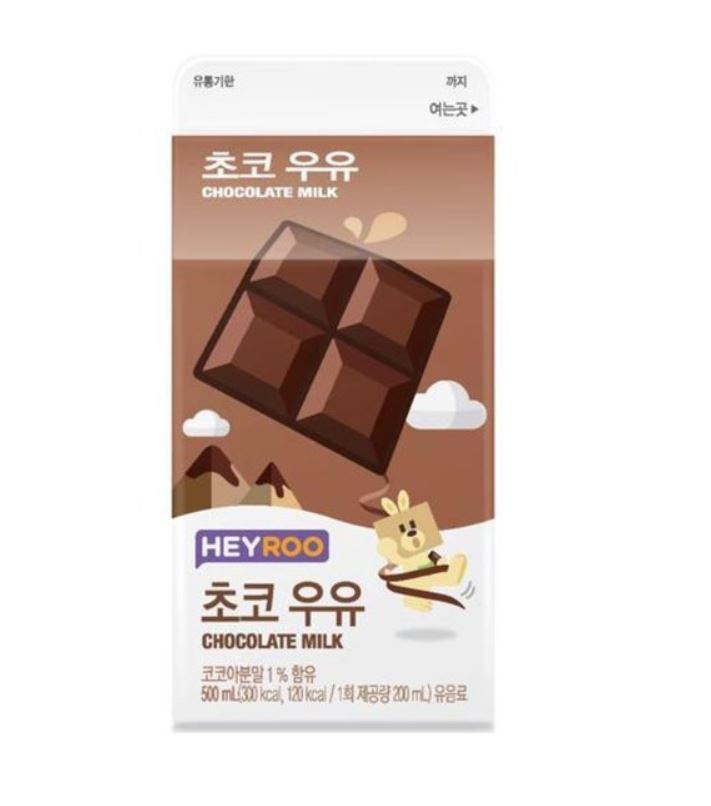 유통기한 까지
여는곳▶
초코 우유
CHOCOLATE MILK
HEYROO
초코 우유
CHOCOLATE MILK
코코아분말 1 % 함유
500 mL(300 kcal, 120 kcal / 1회 제공량 200 mL) 유음료